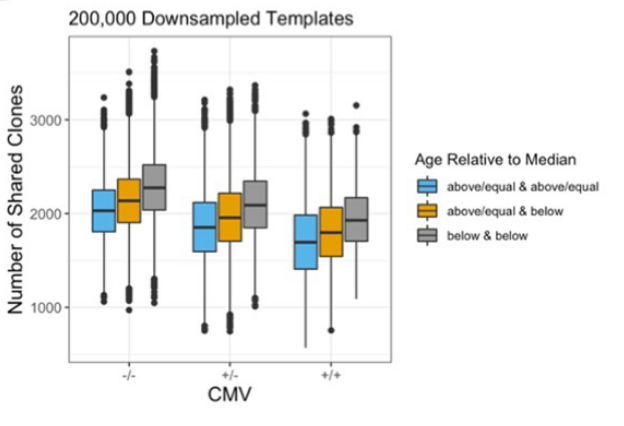 200,000 Downsampled Templates
Number of Shared Clones
3000
2000
1000
-/-
+/-
+/+
CMV
Age Relative to Median
above/equal & above/equal
above/equal & below
below & below